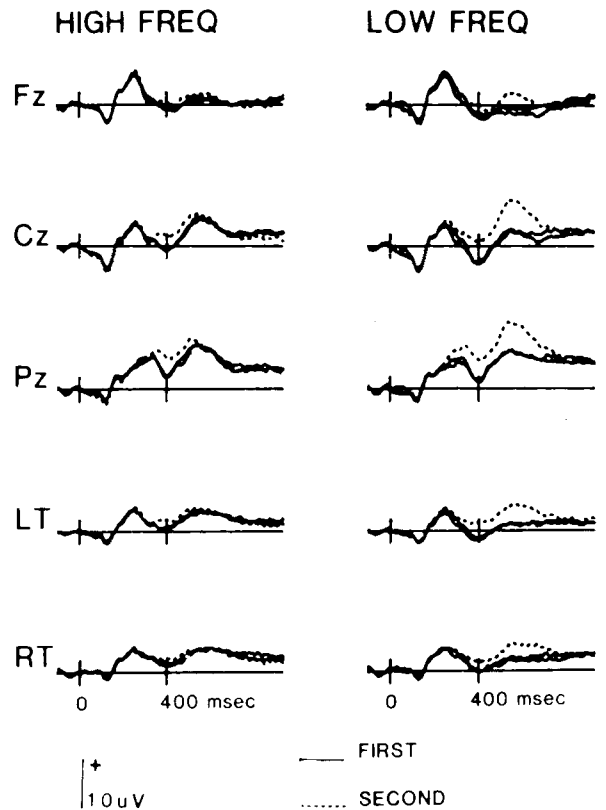 HIGH FREQ
LOW FREQ
Fz
Cz
Pz
LT
RT
0
400 msec
0
400 msec
+
10uV
FIRST
SECOND